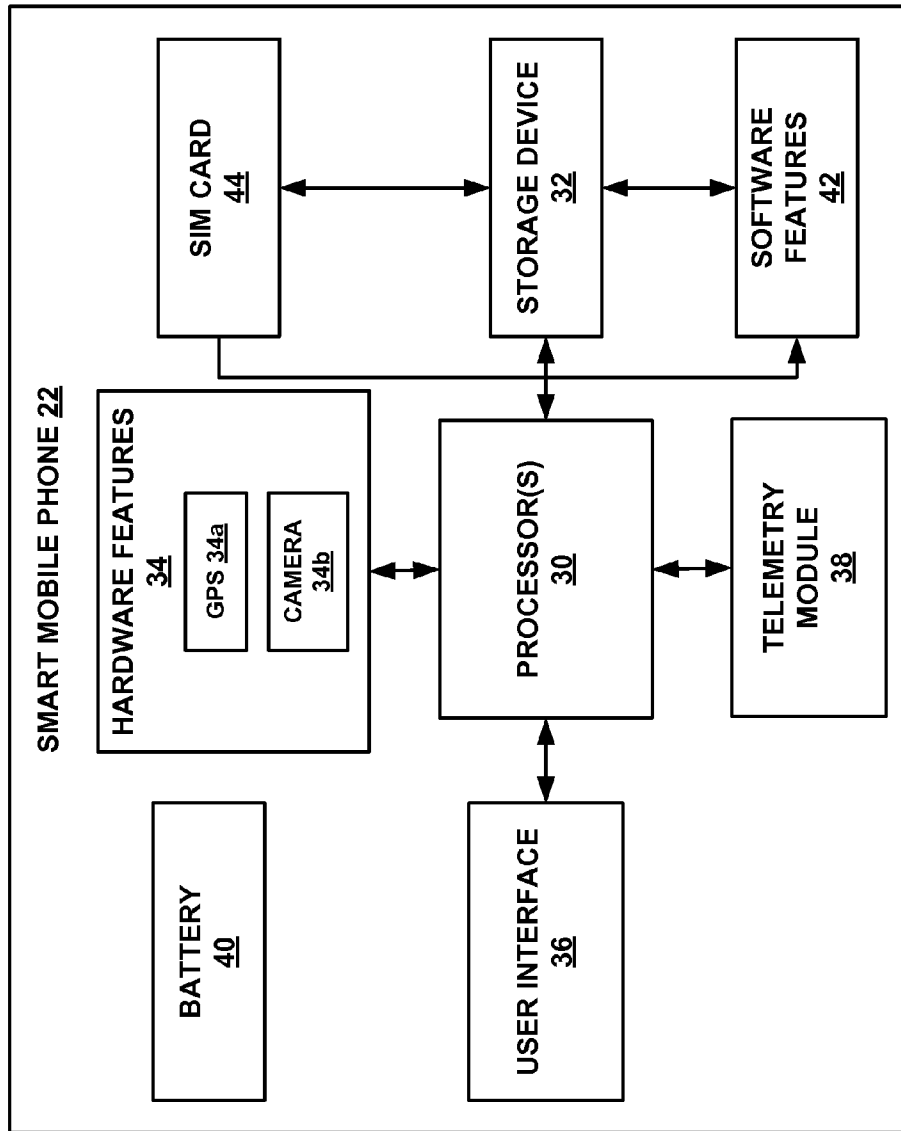 SMART MOBILE PHONE 22
BATTERY
40
HARDWARE FEATURES
34
GPS 34a
CAMERA
34b
SIM CARD
44
USER INTERFACE
36
PROCESSOR(S)
30
STORAGE DEVICE
32
TELEMETRY
MODULE
38
SOFTWARE
FEATURES
42